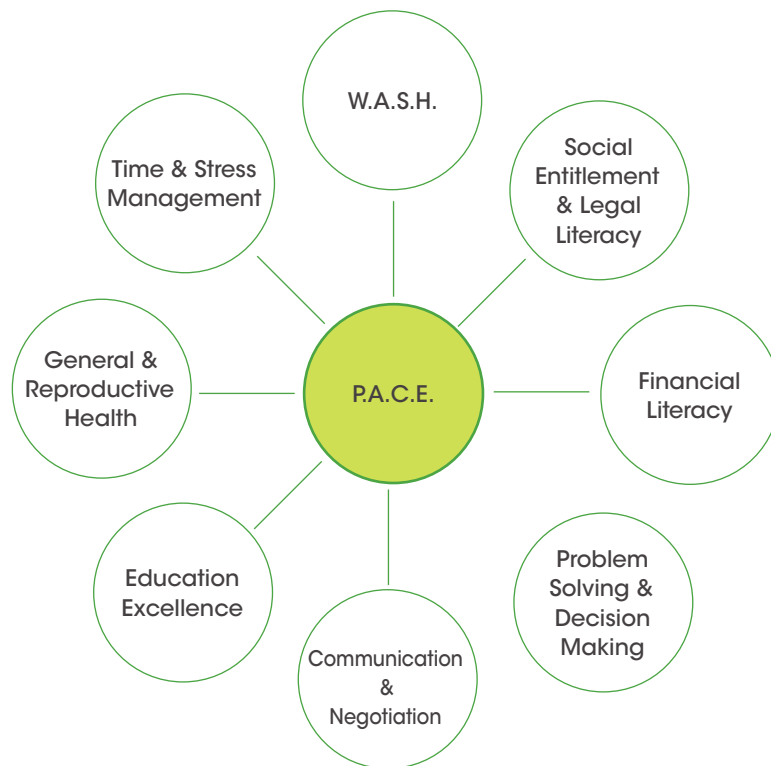 W.A.S.H.
Social
Entitlement
& Legal
Literacy
Financial
Literacy
Problem
Solving &
Decision
Making
Communication
&
Negotiation
Education
Excellence
General &
Reproductive
Health
Time & Stress
Management
P.A.C.E.